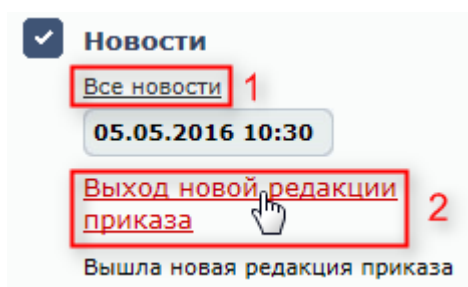 Новости
Все новости 1
05.05.2016 10:30
Выход новой редакции
приказа 2
Вышла новая редакция приказа